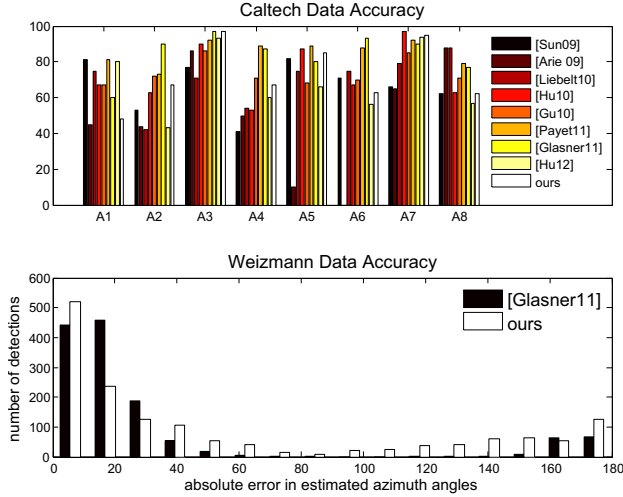 Caltech Data Accuracy
100
80
60
40
20
0
A1 A2 A3 A4 A5 A6 A7 A8
[Sun09]
[Arie 09]
[Liebelt10]
[Hu10]
[Gu10]
[Payet11]
[Glasner11]
[Hu12]
ours
Weizmann Data Accuracy
number of detections
600
500
400
300
200
100
0
[Glasner11]
ours
0 20 40 60 80 100 120 140 160 180
absolute error in estimated azimuth angles